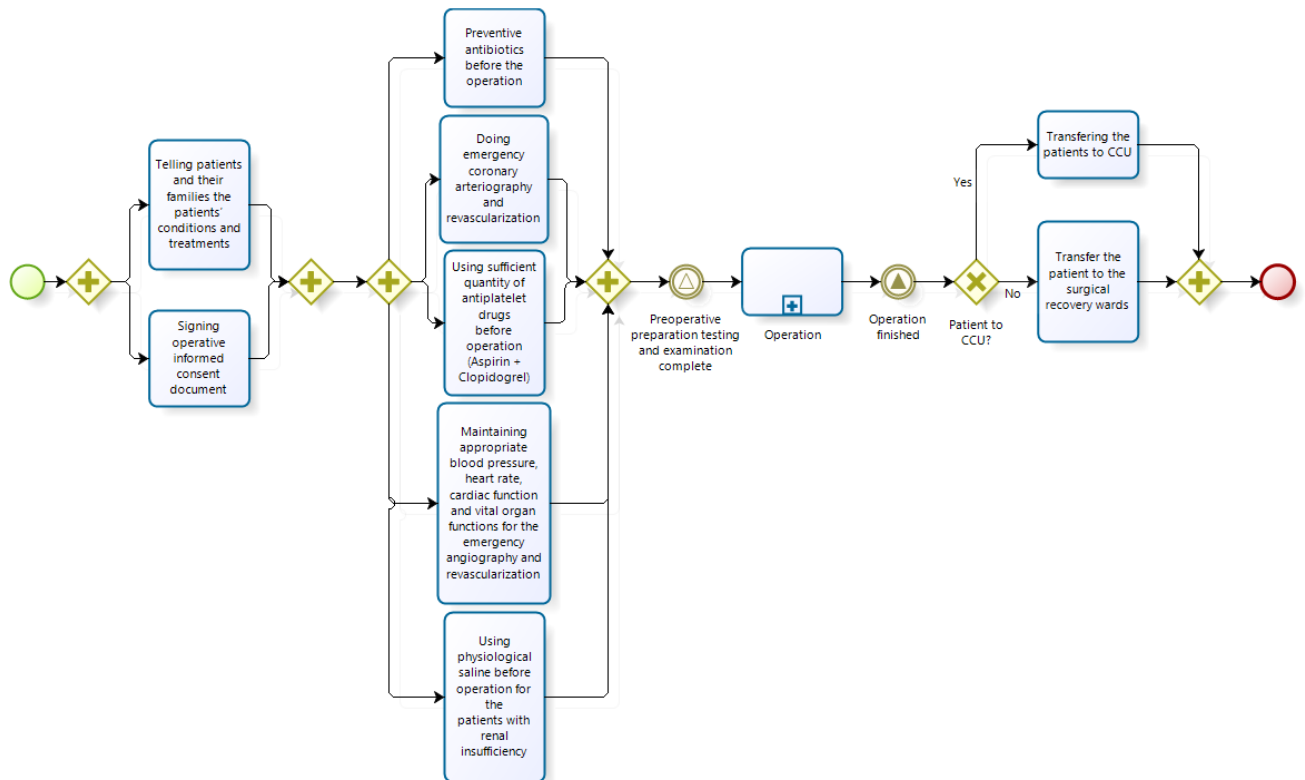 Telling patients
and their
families the
patients'
conditions and
treatments
Signing
operative
informed
consent
document
Preventive
antibiotics
before the
operation
Doing
emergency
coronary
arteriography
and
revascularization
Using sufficient
quantity of
antiplatelet
drugs
before
operation
(Aspirin +
Clopidogrel)
Maintaining
appropriate
blood pressure,
heart rate,
cardiac function
and vital organ
functions for the
emergency
angiography and
revascularization
Using
physiological
saline before
operation for
the
patients with
renal
insufficiency
Preoperative
preparation testing
and examination
complete
Operation
Operation
finished
Patient to
CCU?
Yes
No
Transfering the
patients to CCU
Transfer the
patient to the
surgical
recovery wards